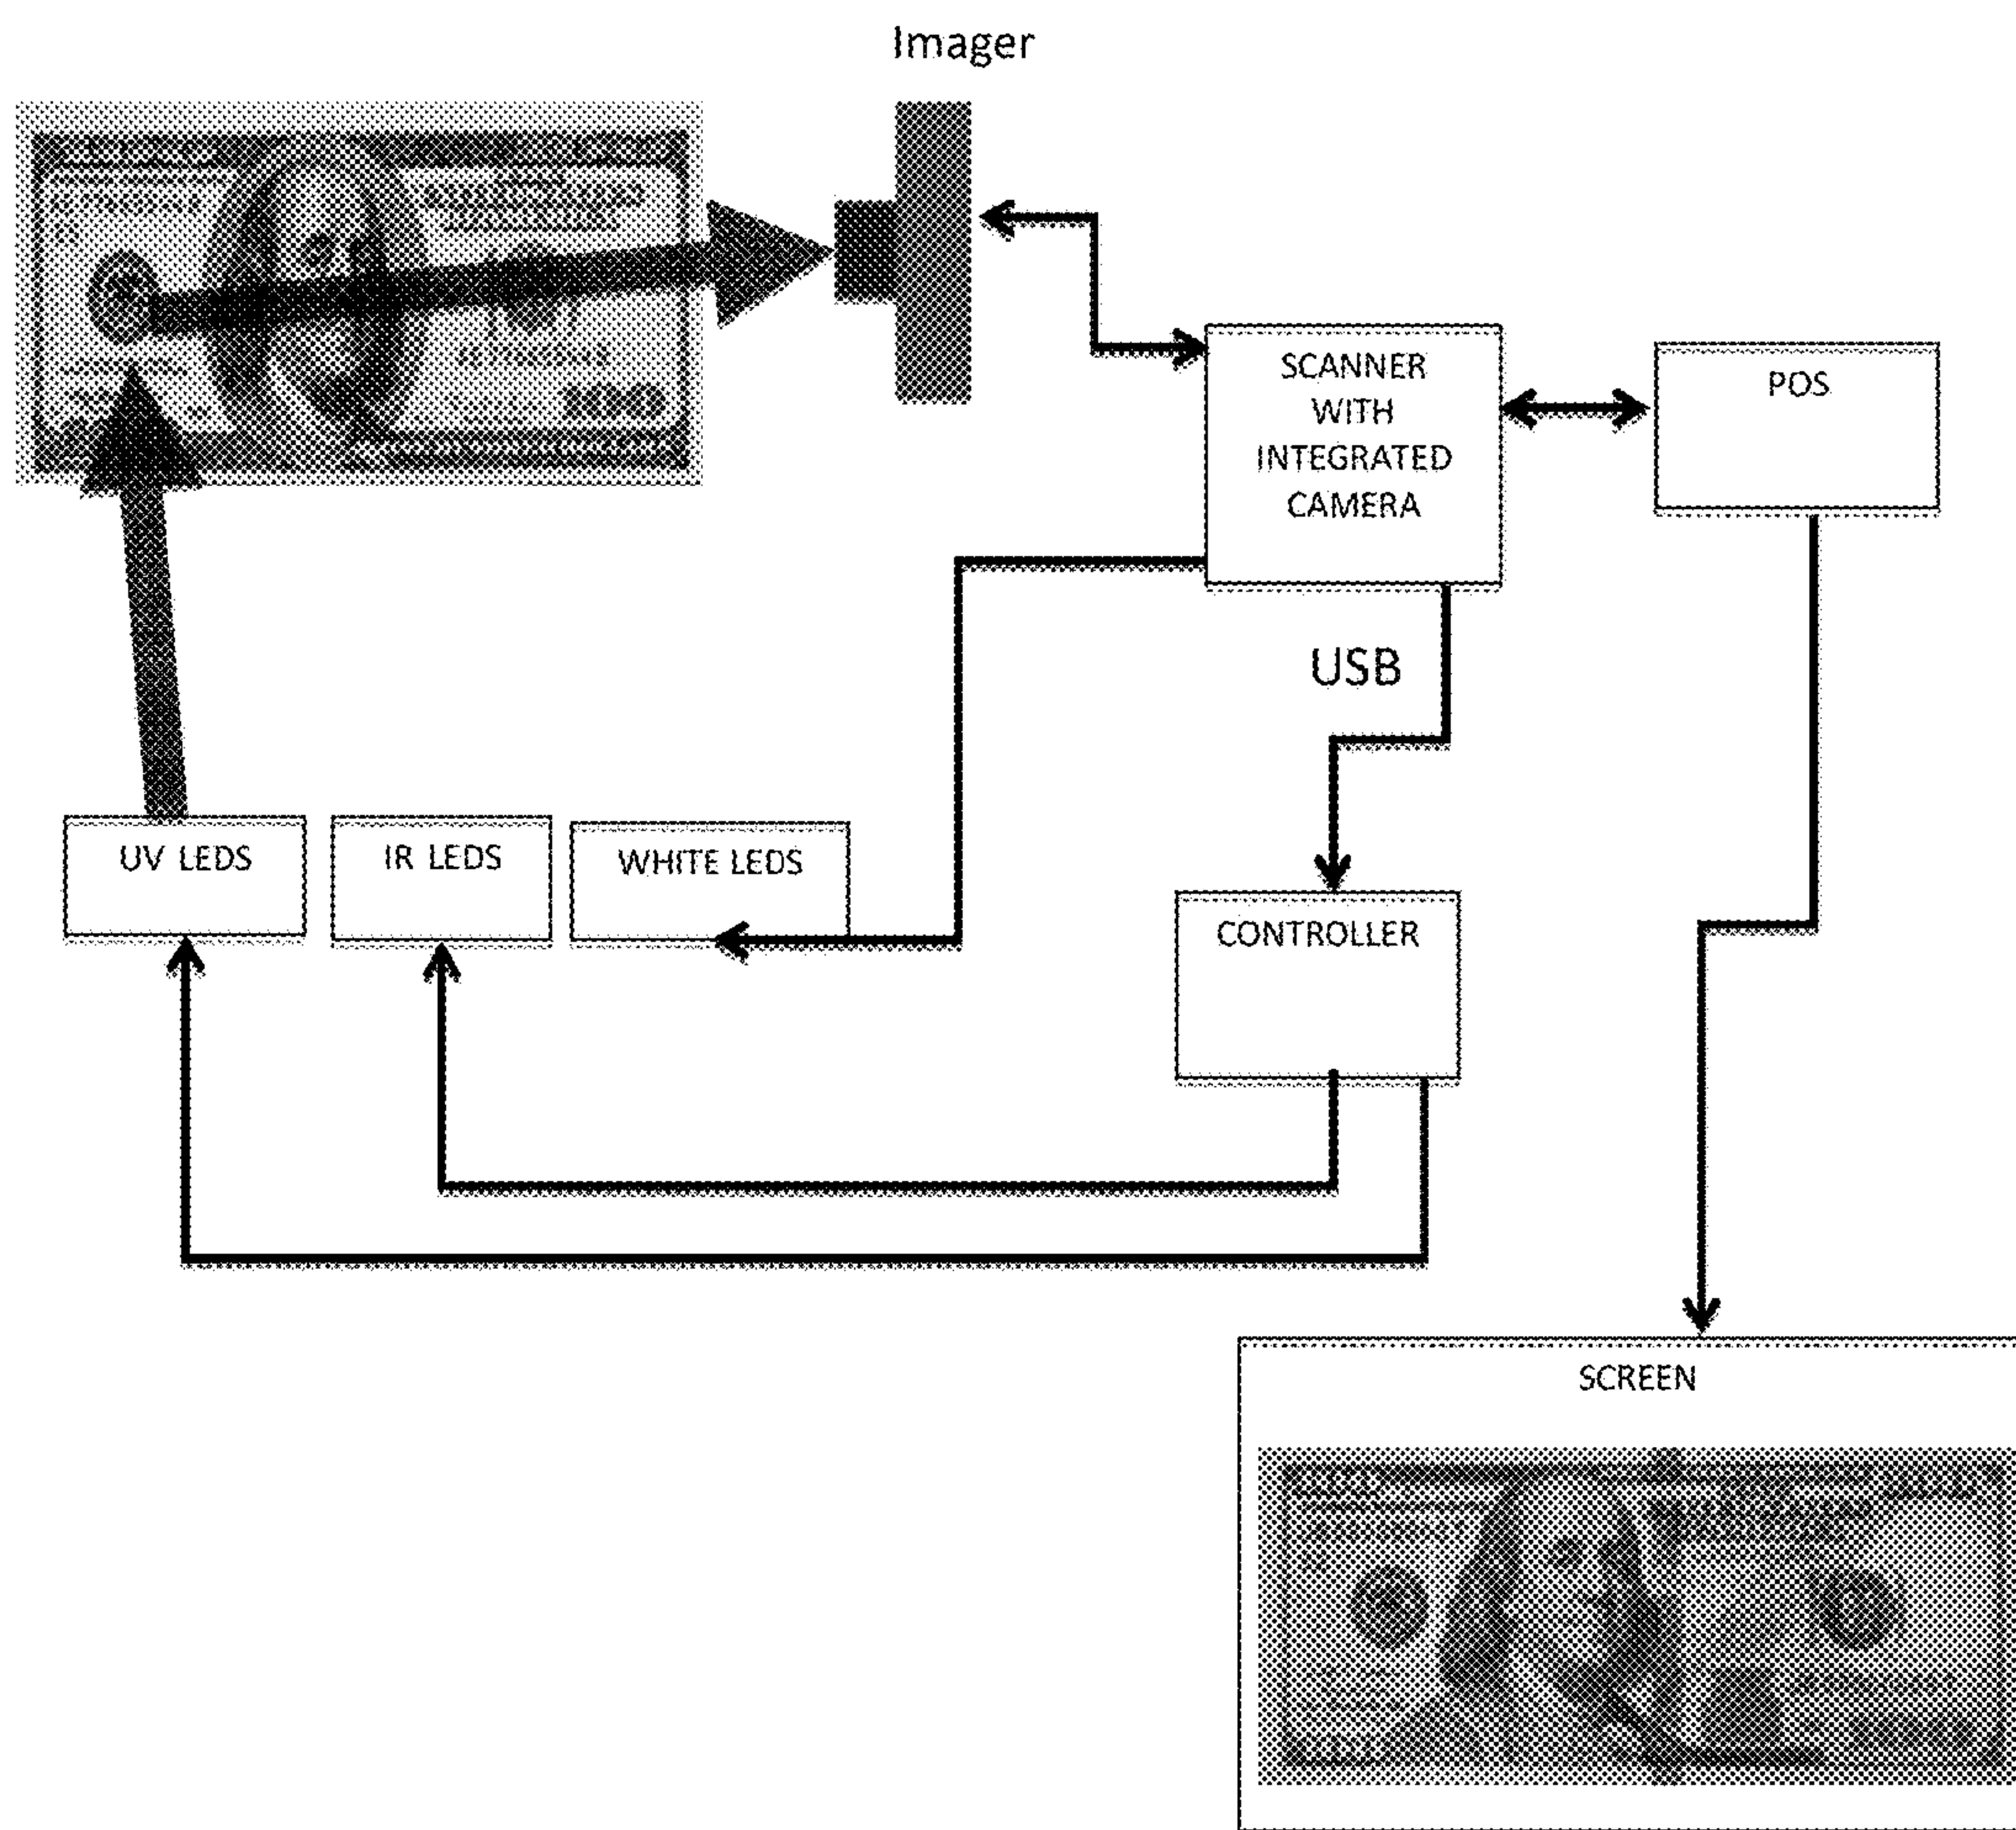 Imager
SCANNER
WITH
INTEGRATED
CAMERA
POS
USB
UV LEDS
IR LEDS
WHITE LEDS
CONTROLLER
SCREEN